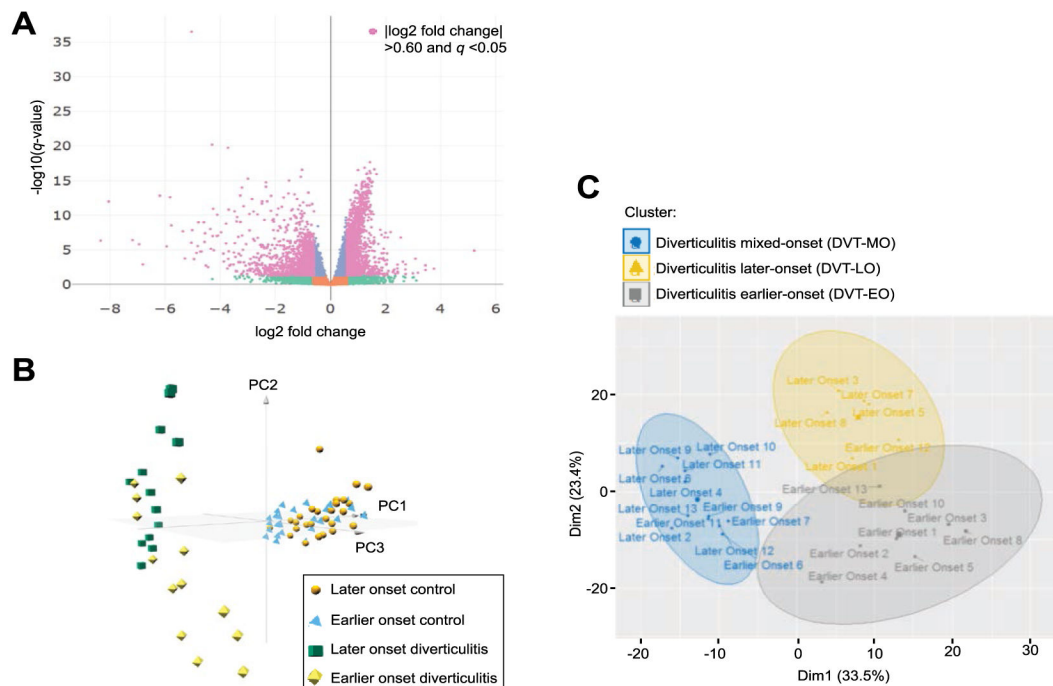 A
|log2 fold change|
>0.60 and q <0.05
-log10(q-value)
35
30
25
20
15
10
5
0
−8
−6
−4
−2
0
2
4
6
log2 fold change
B
PC2
PC1
PC3
Later onset control
Earlier onset control
Later onset diverticulitis
Earlier onset diverticulitis
C
Cluster:
Diverticulitis mixed-onset (DVT-MO)
Diverticulitis later-onset (DVT-LO)
Diverticulitis earlier-onset (DVT-EO)
Dim2 (23.4%)
20
0
-20
Later Onset 3
Later Onset 7
Later Onset 5
Later Onset 8
Earlier Onset 12
Later Onset 1
Later Onset 9
Later Onset 10
Later Onset 11
Later Onset 6
Later Onset 4
Later Onset 13
Earlier Onset 9
Earlier Onset 11
Earlier Onset 7
Later Onset 2
Later Onset 12
Earlier Onset 6
Earlier Onset 13
Earlier Onset 10
Earlier Onset 3
Earlier Onset 1
Earlier Onset 8
Earlier Onset 2
Earlier Onset 5
Earlier Onset 4
-20
-10
0
10
20
30
Dim1 (33.5%)